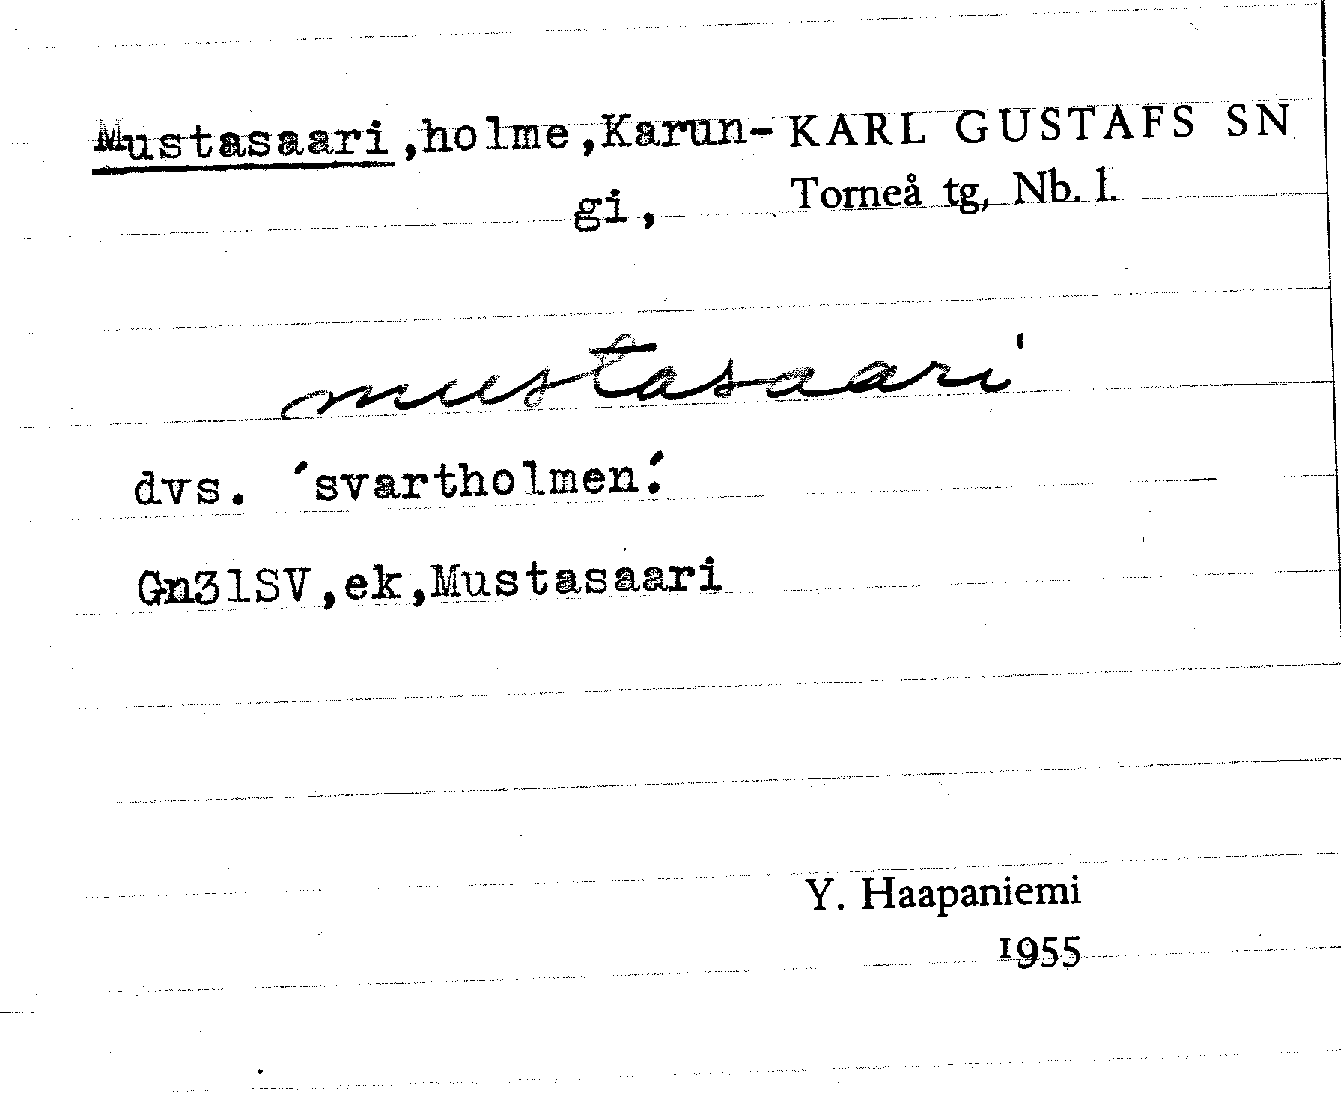 Mustasaari,holme,Karun- KARL GUSTAFS SN
gi, Torneå tg, Nb. l.
mustasaari
dvs. ´svartholmen´.
Gn31SV,ek,Mustasaari
Y. Haapaniemi
1955